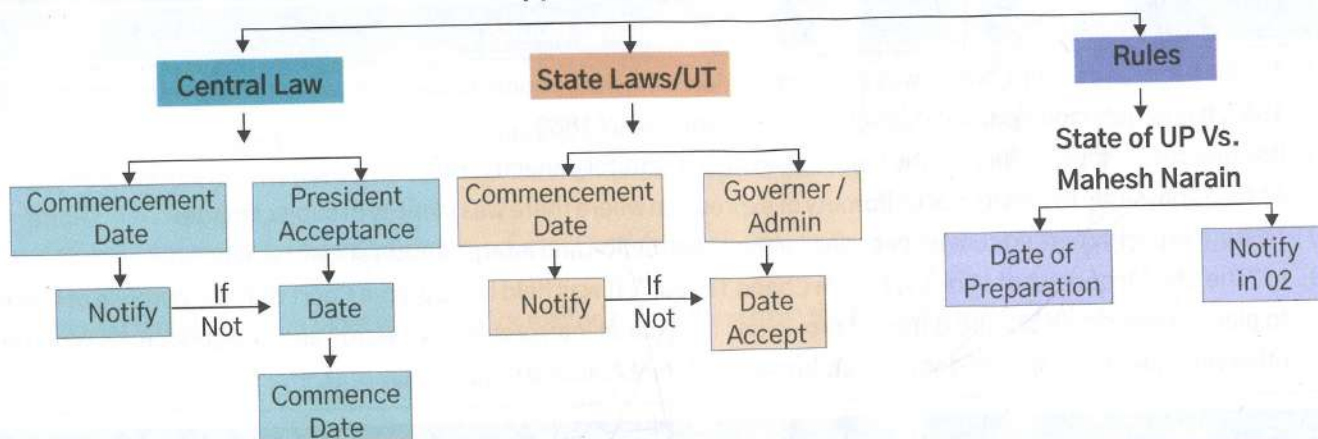 Central Law
State Laws/UT
Rules
State of UP Vs.
Mahesh Narain
Commencement
Date
President
Acceptance
Commencement
Date
Governer /
Admin
Date of
Preparation
Notify
in 02
Notify
If
Not
Date
Notify
If
Not
Date
Accept
Commence
Date